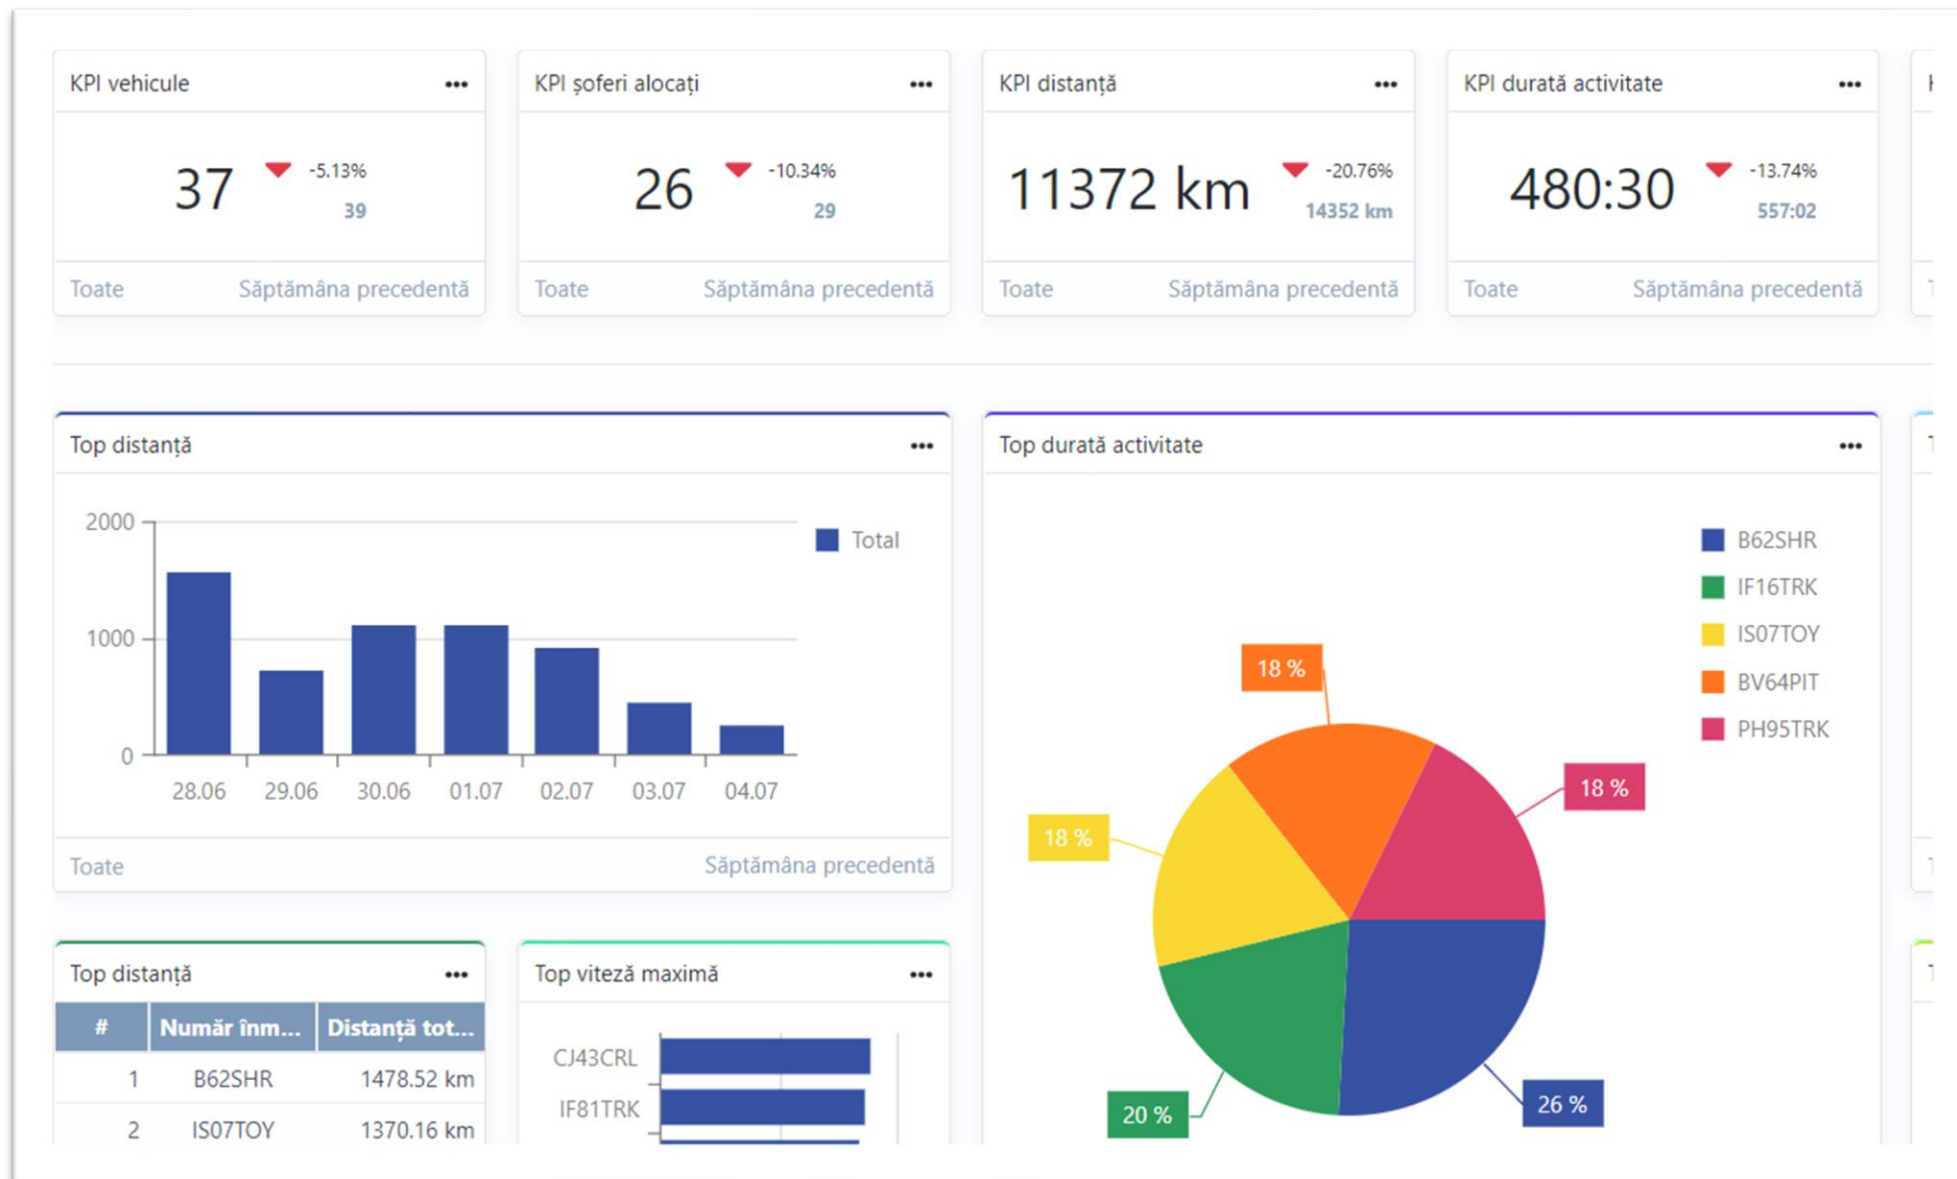 KPI vehicule •••
37 -5.13%
39
Toate Săptămâna precedentă
KPI șoferi alocați •••
26 -10.34%
29
Toate Săptămâna precedentă
KPI distanță •••
11372 km -20.76%
14352 km
Toate Săptămâna precedentă
KPI durată activitate •••
480:30 -13.74%
557:02
Toate Săptămâna precedentă
Top distanță •••
2000
1000
0
28.06 29.06 30.06 01.07 02.07 03.07 04.07
Total
Toate Săptămâna precedentă
Top durată activitate •••
B62SHR
IF16TRK
IS07TOY
BV64PIT
PH95TRK
18 %
18 %
18 %
20 %
26 %
Top distanță •••
# Număr înm... Distanță tot...
1 B62SHR 1478.52 km
2 IS07TOY 1370.16 km
Top viteză maximă •••
CJ43CRL
IF81TRK